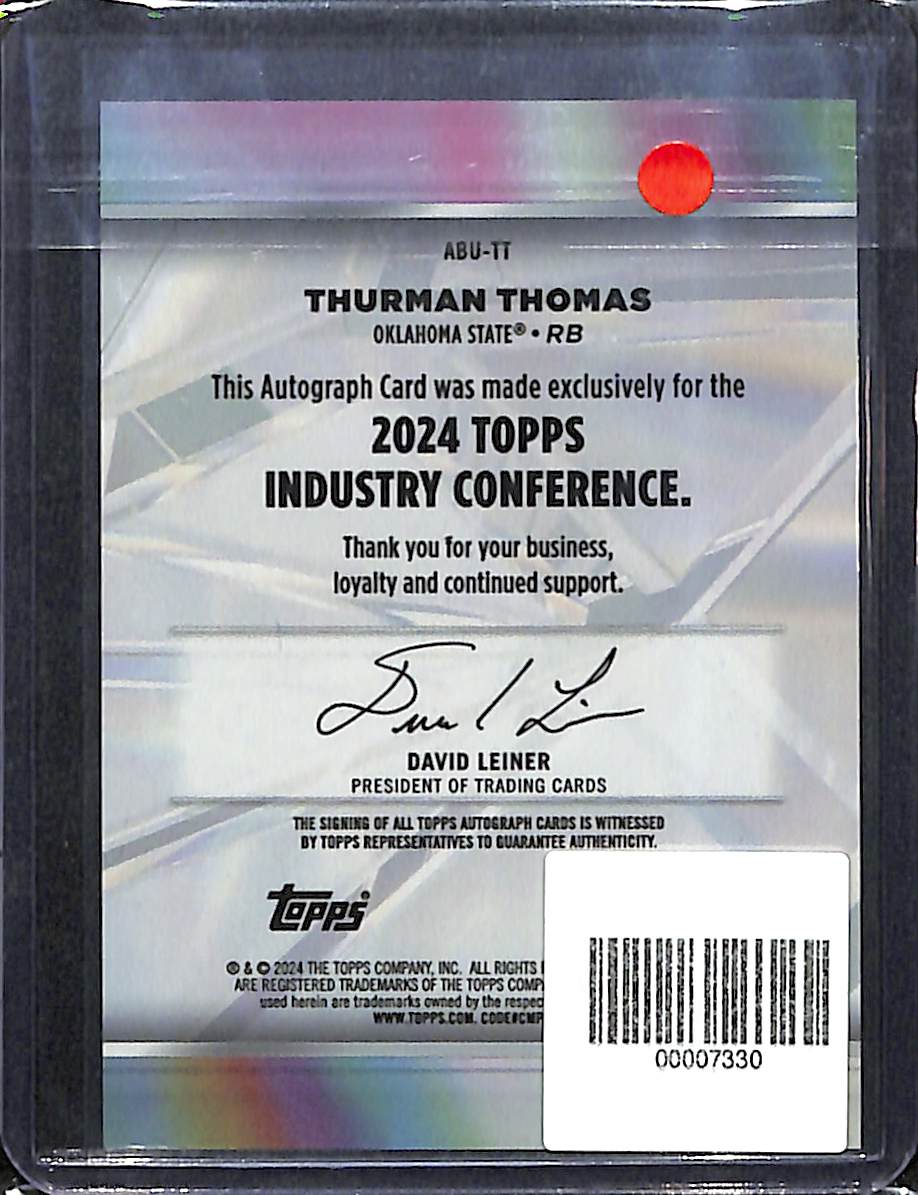 ABU-TT
THURMAN THOMAS
OKLAHOMA STATE® • RB
This Autograph Card was made exclusively for the
2024 TOPPS
INDUSTRY CONFERENCE.
Thank you for your business,
loyalty and continued support.
DAVID LEINER
PRESIDENT OF TRADING CARDS
THE SIGNING OF ALL TOPPS AUTOGRAPH CARDS IS WITNESSED
BY TOPPS REPRESENTATIVES TO GUARANTEE AUTHENTICITY.
topps®
® & © 2024 THE TOPPS COMPANY, INC. ALL RIGHTS
ARE REGISTERED TRADEMARKS OF THE TOPPS
used herein are trademarks owned by the
WWW.TOPPS.COM.
00007330